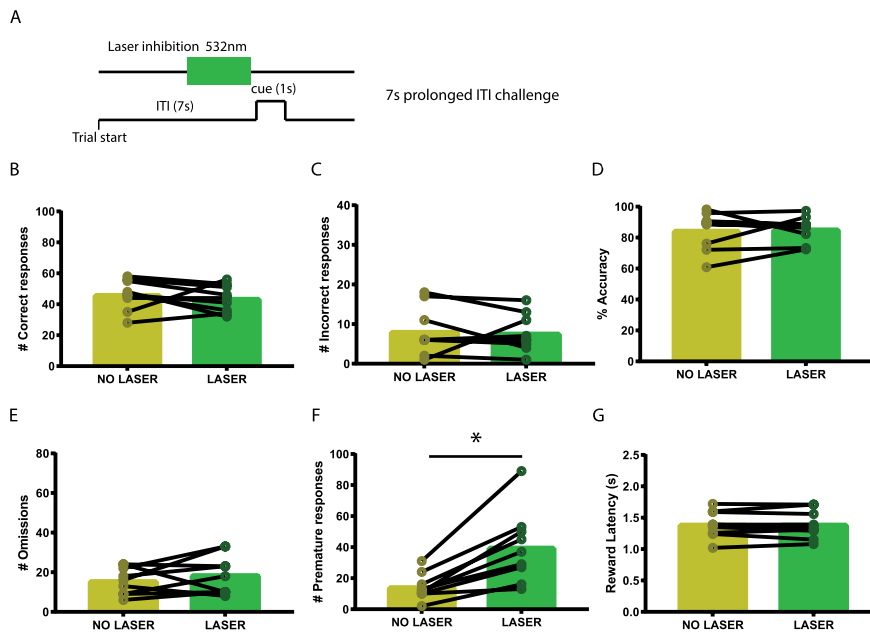 A
Laser inhibition 532nm
cue (1s)
ITI (7s)
7s prolonged ITI challenge
Trial start
B
# Correct responses
100
80
60
40
20
0
NO LASER
LASER
C
# Incorrect responses
40
30
20
10
0
NO LASER
LASER
D
% Accuracy
100
80
60
40
20
0
NO LASER
LASER
E
# Omissions
80
60
40
20
0
NO LASER
LASER
F
# Premature responses
100
80
60
40
20
0
*
NO LASER
LASER
G
Reward Latency (s)
2.5
2.0
1.5
1.0
0.5
0.0
NO LASER
LASER